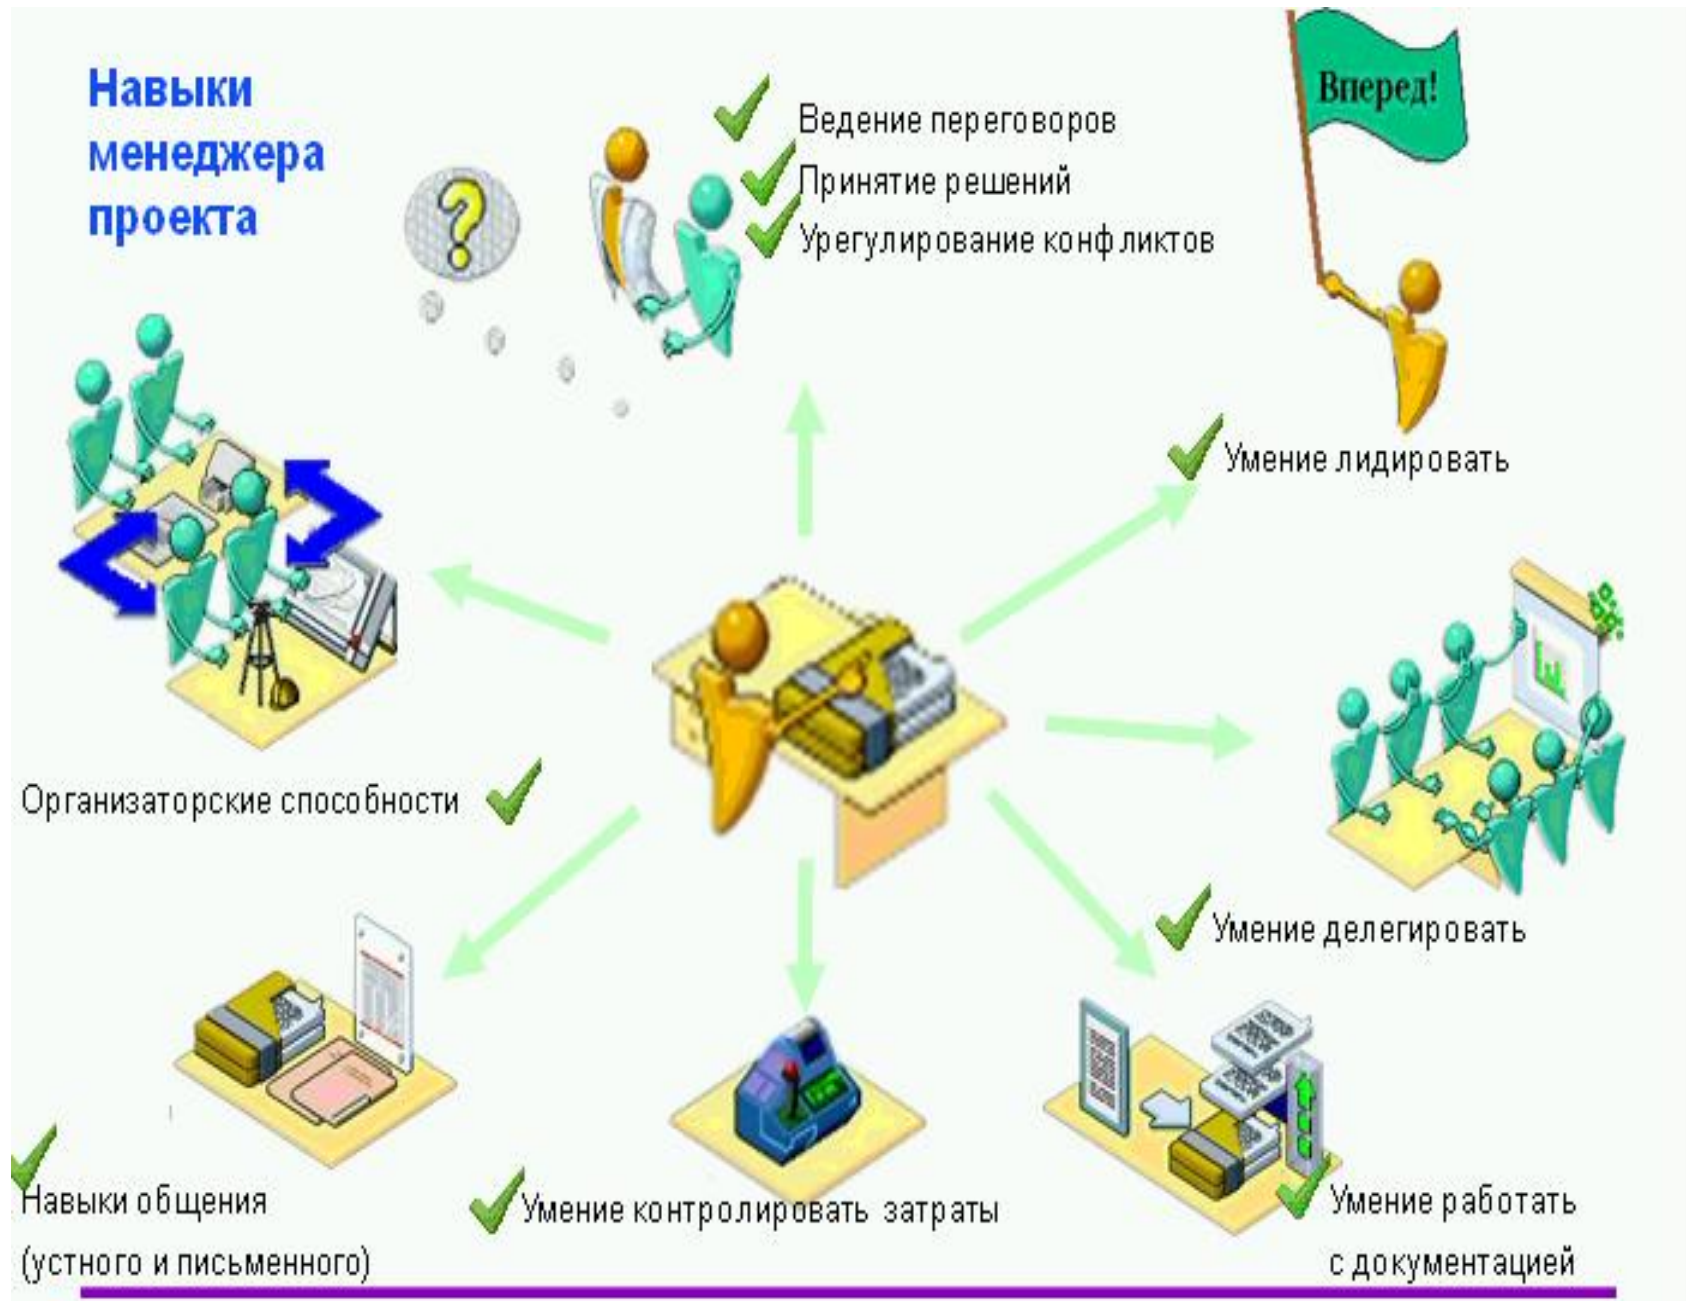 Навыки
менеджера
проекта
Ведение переговоров
Принятие решений
Урегулирование конфликтов
Вперед!
Умение лидировать
Организаторские способности
Умение делегировать
Навыки общения
(устного и письменного)
Умение контролировать затраты
Умение работать
с документацией